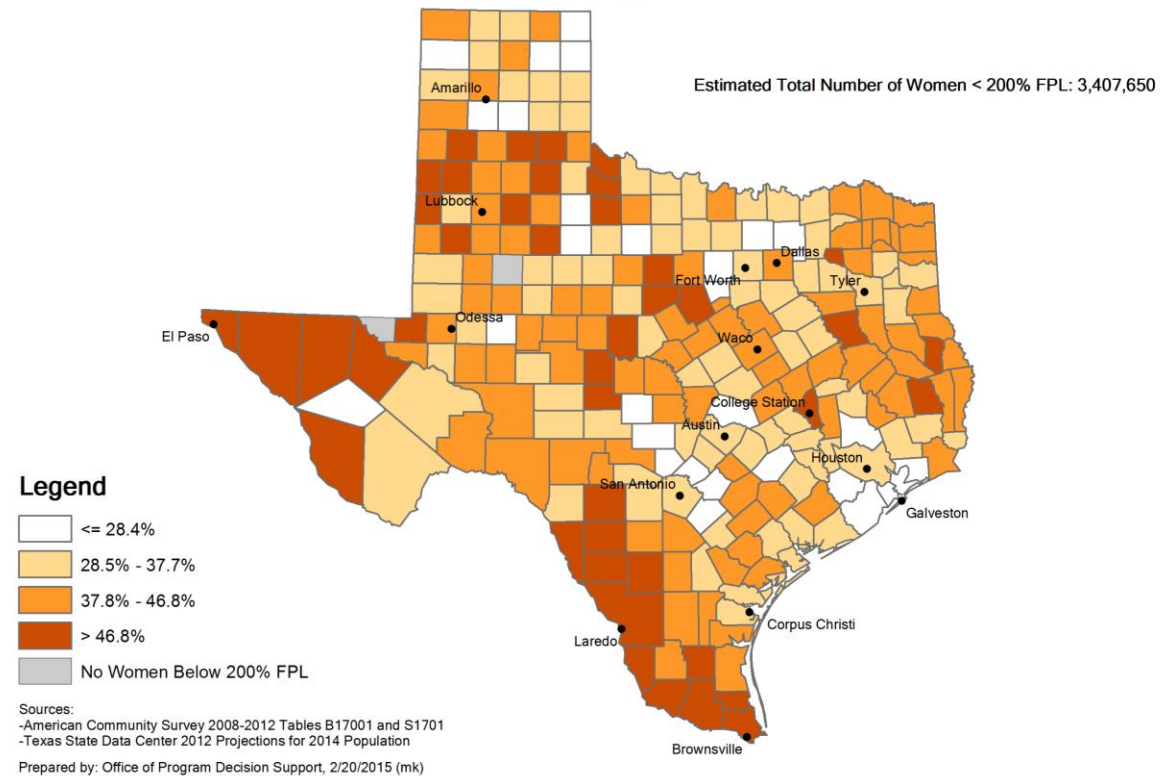 Estimated Total Number of Women < 200% FPL: 3,407,650
Amarillo
Lubbock
Dallas
Fort Worth
Tyler
Odessa
El Paso
Waco
College Station
Austin
Houston
San Antonio
Galveston
Corpus Christi
Laredo
Brownsville
Legend
<= 28.4%
28.5% - 37.7%
37.8% - 46.8%
> 46.8%
No Women Below 200% FPL
Sources:
-American Community Survey 2008-2012 Tables B17001 and S1701
-Texas State Data Center 2012 Projections for 2014 Population
Prepared by: Office of Program Decision Support, 2/20/2015 (mk)